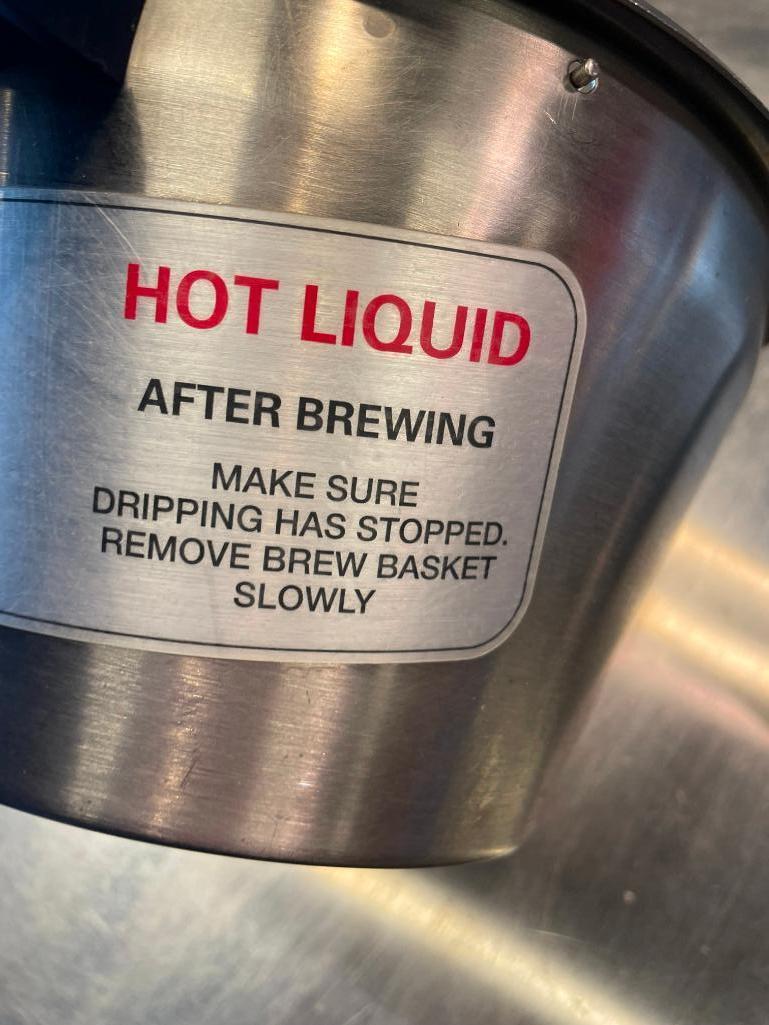 HOT LIQUID
AFTER BREWING
MAKE SURE
DRIPPING HAS STOPPED.
REMOVE BREW BASKET
SLOWLY